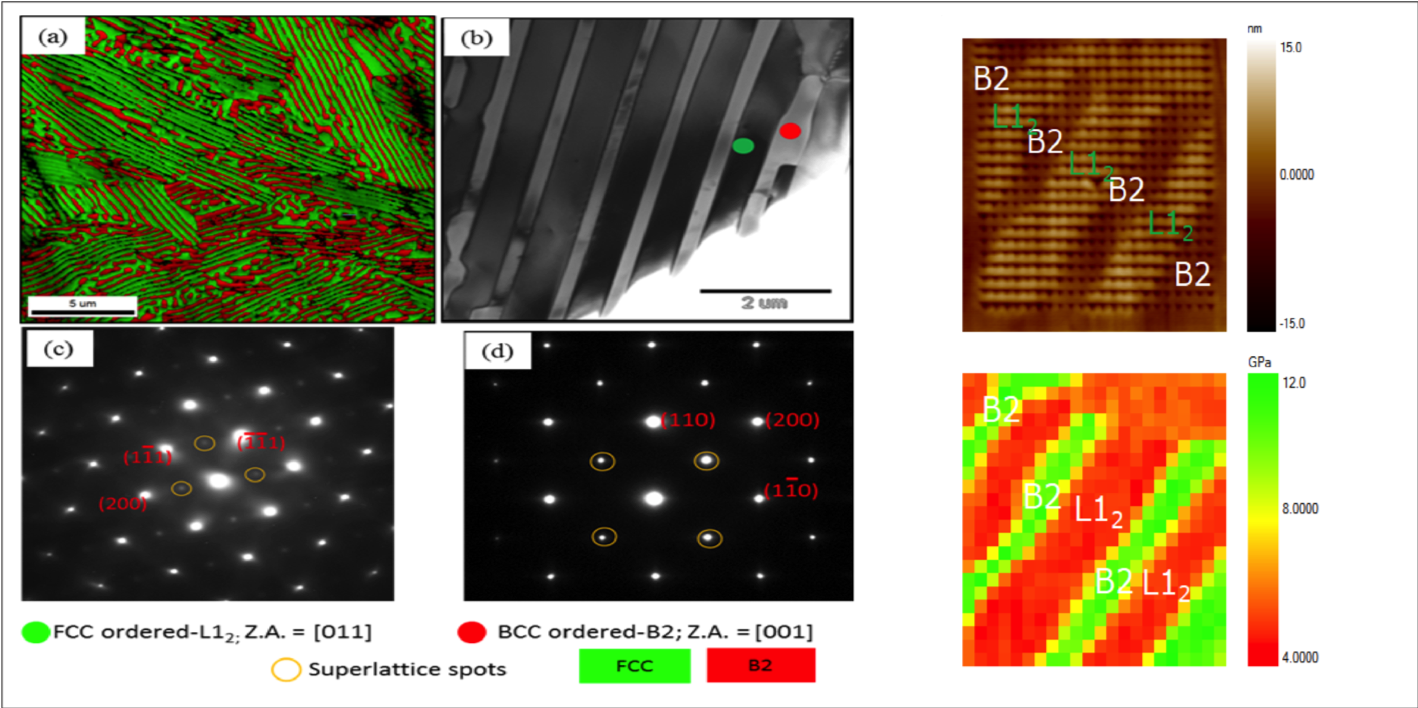 (a)
5 um
(b)
2 um
(c)
(1̅1̅1)
(11̅1)
(200)
(d)
(110)
(200)
(11̅0)
FCC ordered-L1₂; Z.A. = [011]
BCC ordered-B2; Z.A. = [001]
Superlattice spots
FCC
B2
nm
15.0
0.0000
-15.0
B2
L1₂
B2
L1₂
B2
L1₂
B2
GPa
12.0
8.0000
4.0000
B2
B2
L1₂
B2
L1₂